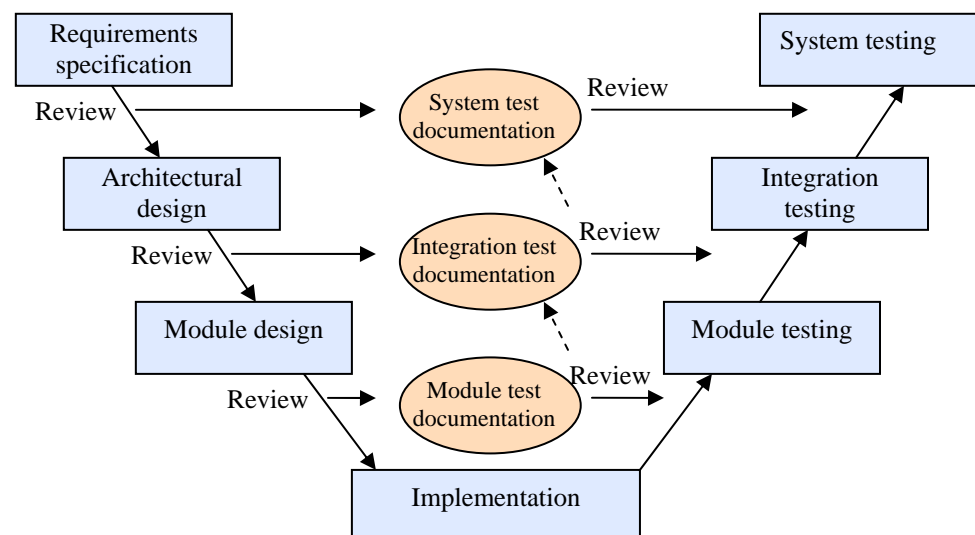 Requirements
specification
System testing
Review
System test
documentation
Review
Architectural
design
Integration
testing
Review
Integration test
documentation
Review
Module design
Module testing
Review
Module test
documentation
Review
Implementation